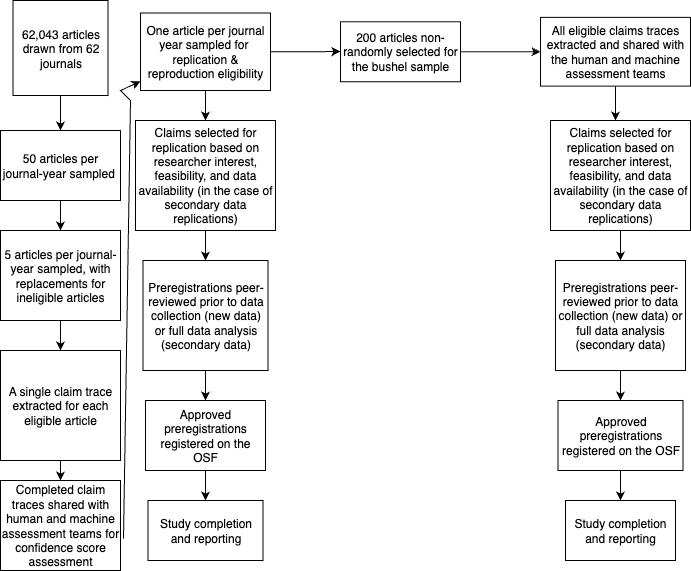 62,043 articles
drawn from 62
journals
50 articles per
journal-year sampled
5 articles per journal-
year sampled, with
replacements for
ineligible articles
A single claim trace
extracted for each
eligible article
Completed claim
traces shared with
human and machine
assessment teams for
confidence score
assessment
One article per journal
year sampled for
replication &
reproduction eligibility
Claims selected for
replication based on
researcher interest,
feasibility, and data
availability (in the case of
secondary data
replications)
Preregistrations peer-
reviewed prior to data
collection (new data) or
or full data analysis
(secondary data)
Approved
preregistrations
registered on the
OSF
Study completion
and reporting
200 articles non-
randomly selected for
the bushel sample
All eligible claims traces
extracted and shared with
the human and machine
assessment teams
Claims selected for
replication based on
researcher interest,
feasibility, and data
availability (in the case of
secondary data
replications)
Preregistrations peer-
reviewed prior to data
collection (new data) or
full data analysis
(secondary data)
Approved
preregistrations
registered on the OSF
Study completion
and reporting